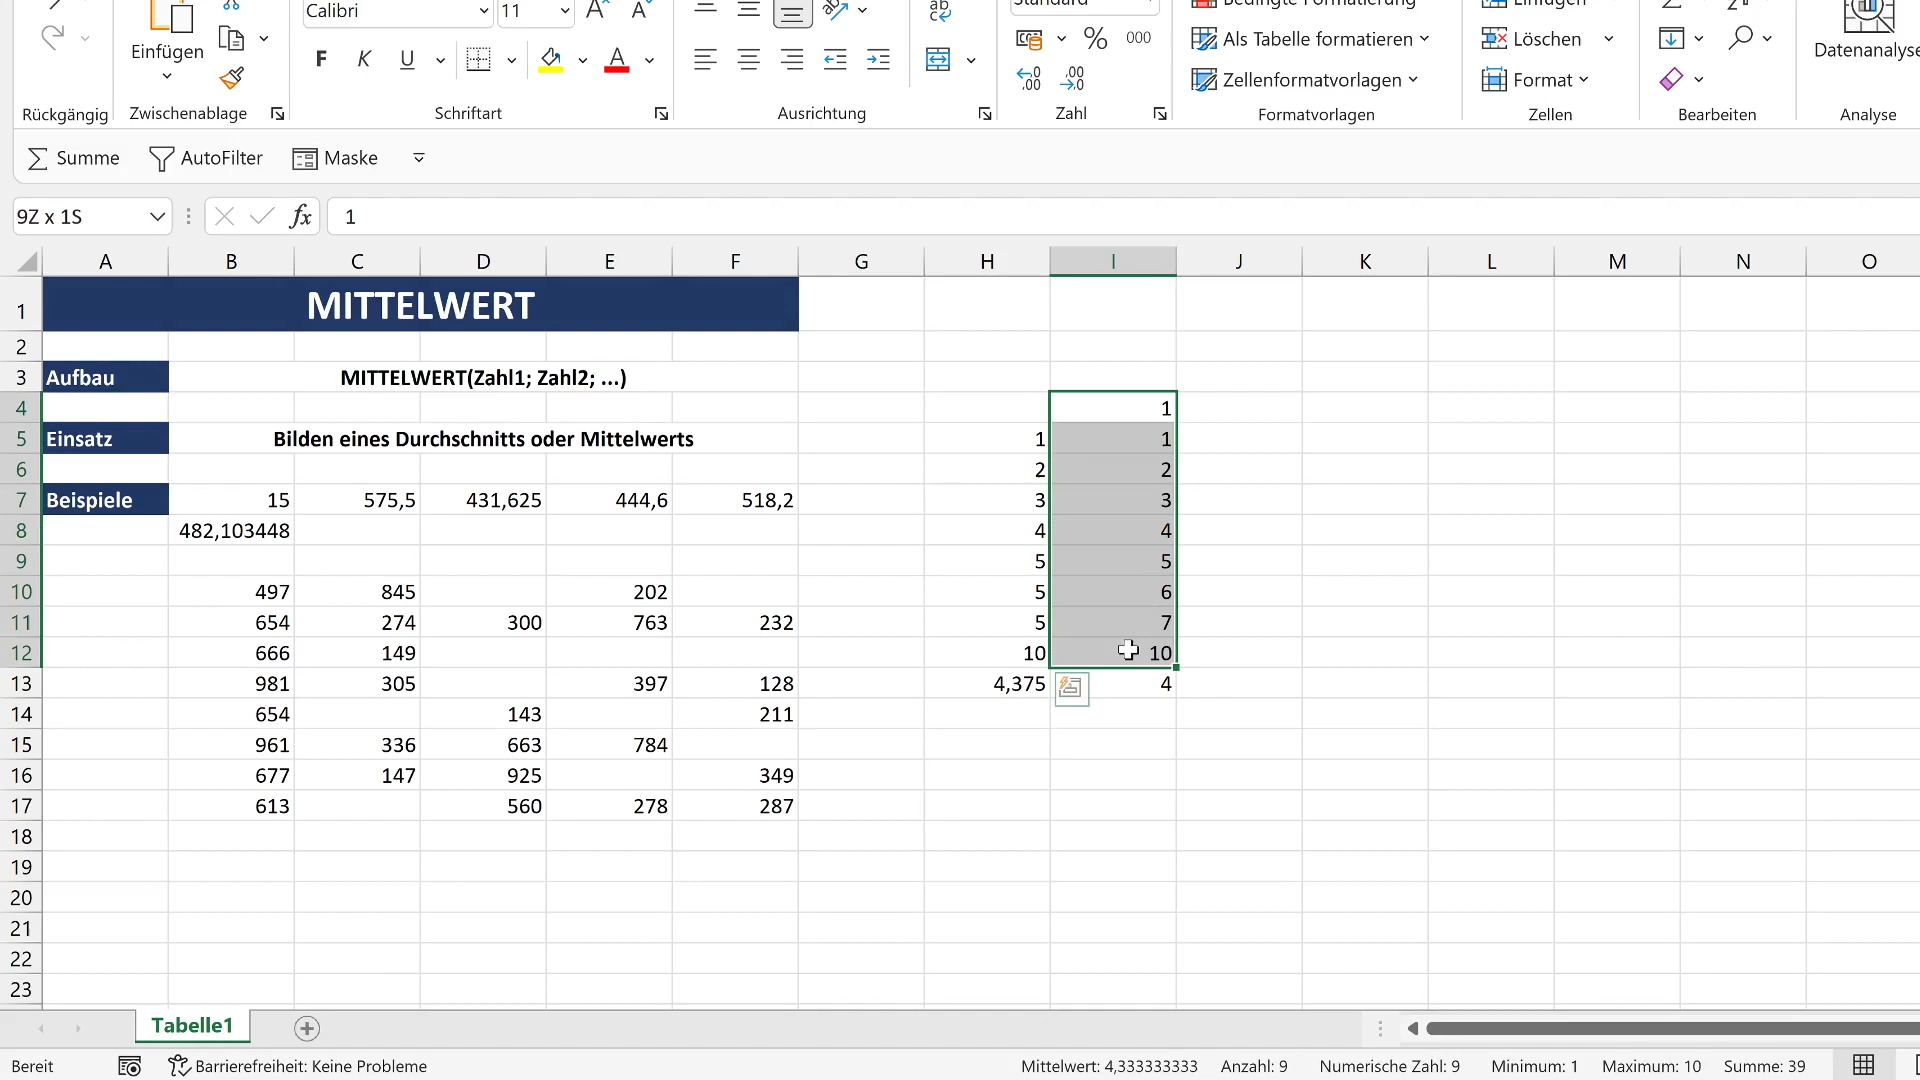 Calibri
11
Standard
Bedingte Formatierung
Einfügen
Einfügen
F K U A
% 000
Als Tabelle formatieren
Löschen
Datenanalyse
Zellenformatvorlagen
Format
Rückgängig
Zwischenablage
Schriftart
Ausrichtung
Zahl
Formatvorlagen
Zellen
Bearbeiten
Analyse
Summe
AutoFilter
Maske
9Z x 1S
fx
1
A B C D E F G H I J K L M N O
1 MITTELWERT
2
3 Aufbau MITTELWERT(Zahl1; Zahl2; ...)
4 1
5 Einsatz Bilden eines Durchschnitts oder Mittelwerts 1 1
6 2 2
7 Beispiele 15 575,5 431,625 444,6 518,2 3 3
8 482,103448 4 4
9 5 5
10 497 845 202 5 6
11 654 274 300 763 232 5 7
12 666 149 10 10
13 981 305 397 128 4,375 4
14 654 143 211
15 961 336 663 784
16 677 147 925 349
17 613 560 278 287
18
19
20
21
22
23
Tabelle1
Bereit
Barrierefreiheit: Keine Probleme
Mittelwert: 4,333333333
Anzahl: 9
Numerische Zahl: 9
Minimum: 1
Maximum: 10
Summe: 39